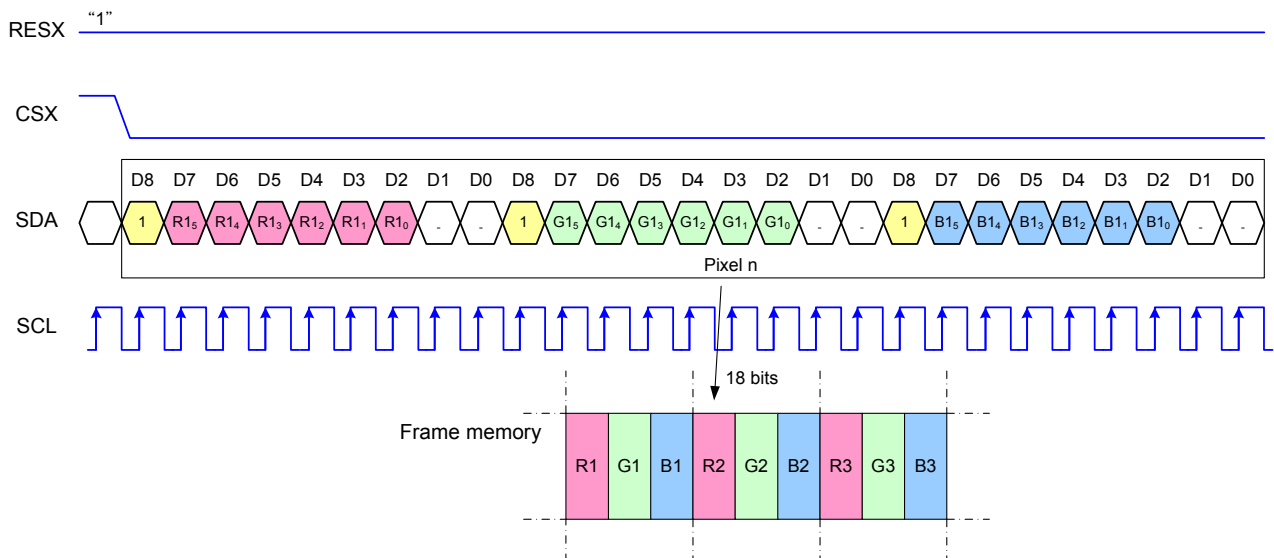 “1”
RESX
CSX
D8 D7 D6 D5 D4 D3 D2 D1 D0 D8 D7 D6 D5 D4 D3 D2 D1 D0 D8 D7 D6 D5 D4 D3 D2 D1 D0
SDA 1 R1₅ R1₄ R1₃ R1₂ R1₁ R1₀ - - 1 G1₅ G1₄ G1₃ G1₂ G1₁ G1₀ - - 1 B1₅ B1₄ B1₃ B1₂ B1₁ B1₀ - -
Pixel n
SCL
18 bits
Frame memory
R1 G1 B1 R2 G2 B2 R3 G3 B3